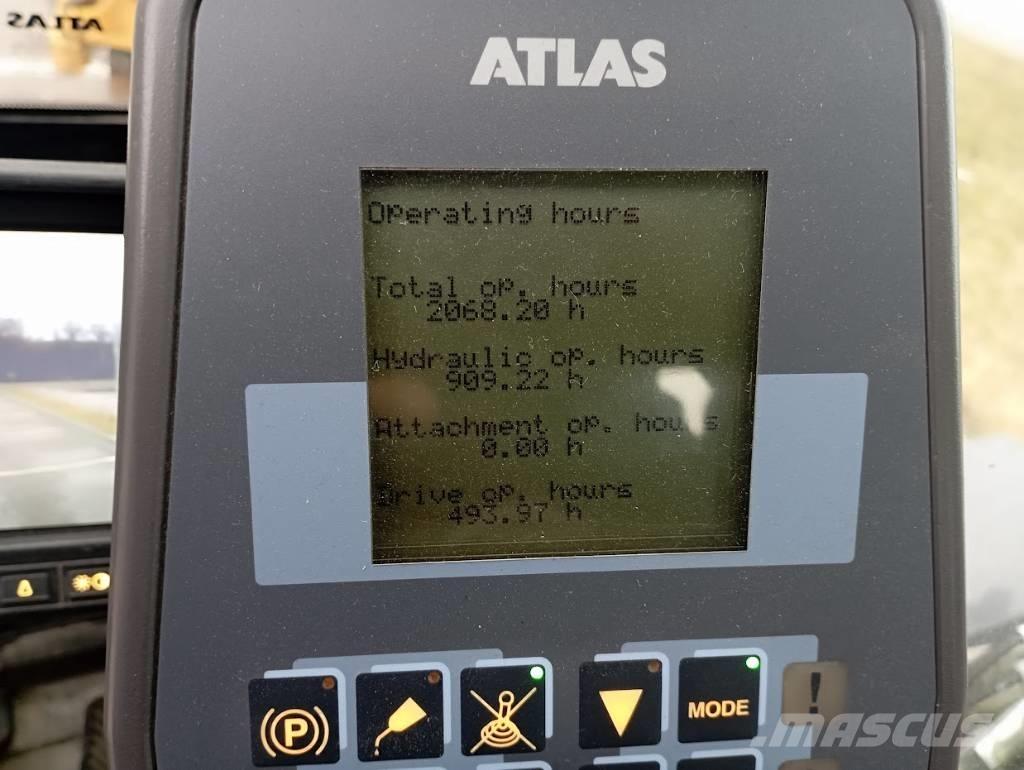 ATLAS
ATLAS
Operating hours
Total op. hours
2068.20 h
Hydraulic op. hours
909.22 h
Attachment op. hours
0.00 h
Drive op. hours
493.97 h
P
MODE
!
MASCUS